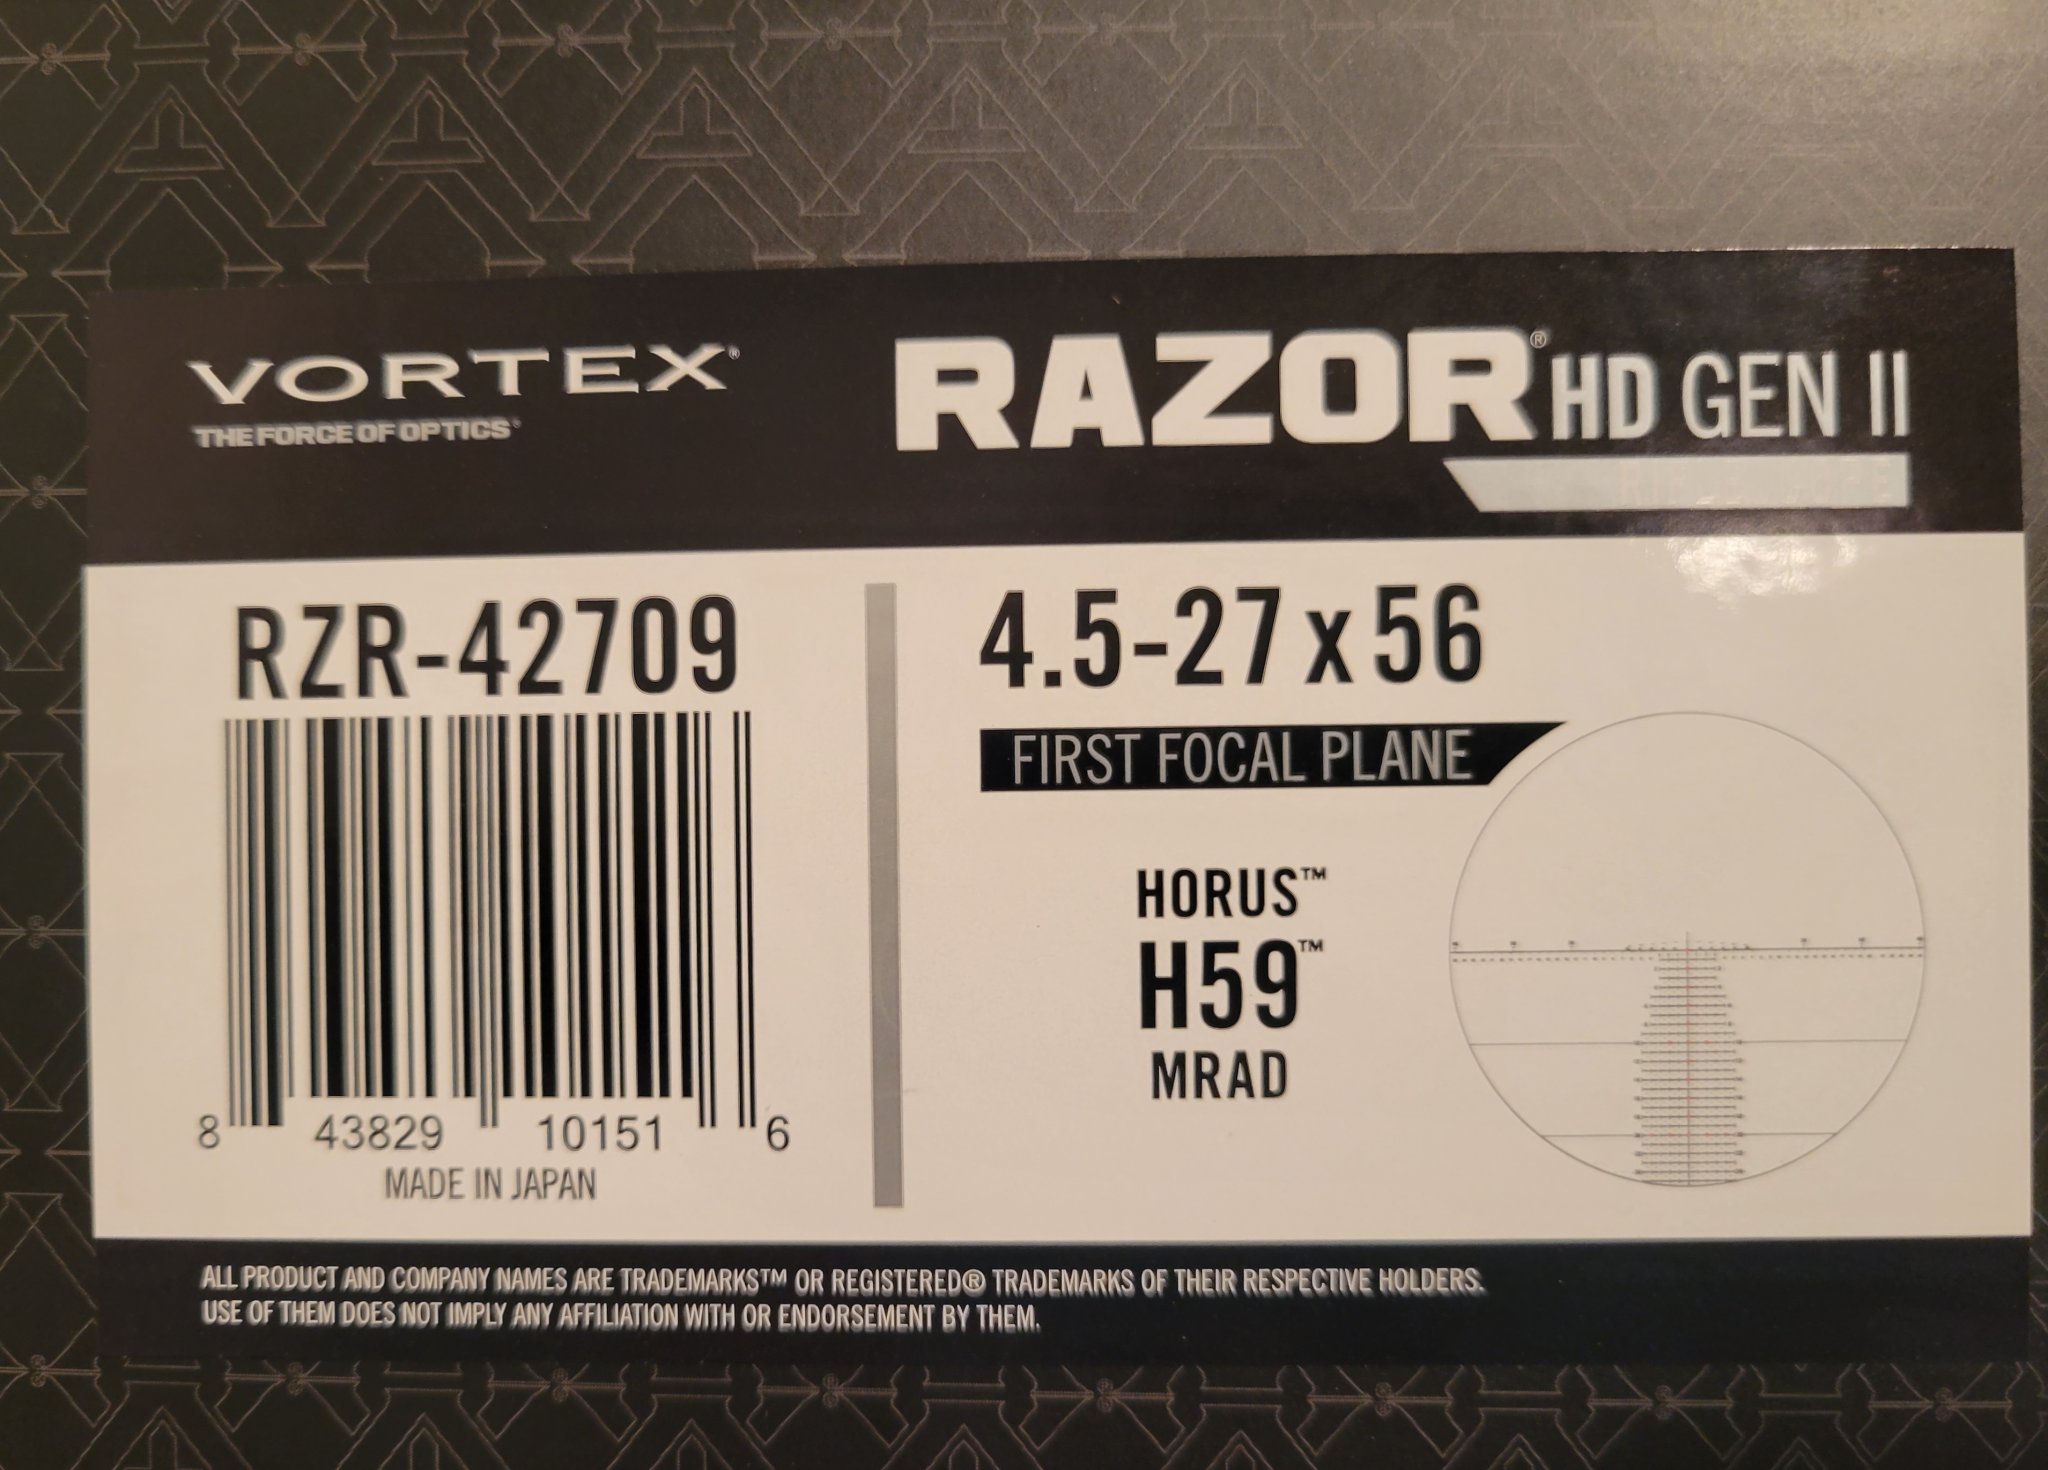 VORTEX®
THE FORCE OF OPTICS®
RAZOR® HD GEN II
RZR-42709
8 43829 10151 6
MADE IN JAPAN
4.5-27 x 56
FIRST FOCAL PLANE
HORUS™
H59™
MRAD
ALL PRODUCT AND COMPANY NAMES ARE TRADEMARKS™ OR REGISTERED® TRADEMARKS OF THEIR RESPECTIVE HOLDERS.
USE OF THEM DOES NOT IMPLY ANY AFFILIATION WITH OR ENDORSEMENT BY THEM.